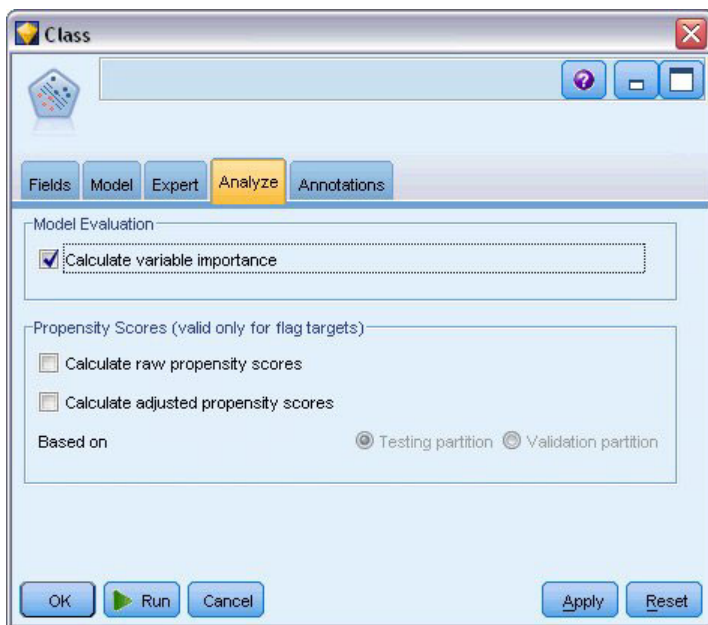 Class
Fields Model Expert Analyze Annotations
Model Evaluation
Calculate variable importance
Propensity Scores (valid only for flag targets)
Calculate raw propensity scores
Calculate adjusted propensity scores
Based on Testing partition Validation partition
OK Run Cancel Apply Reset